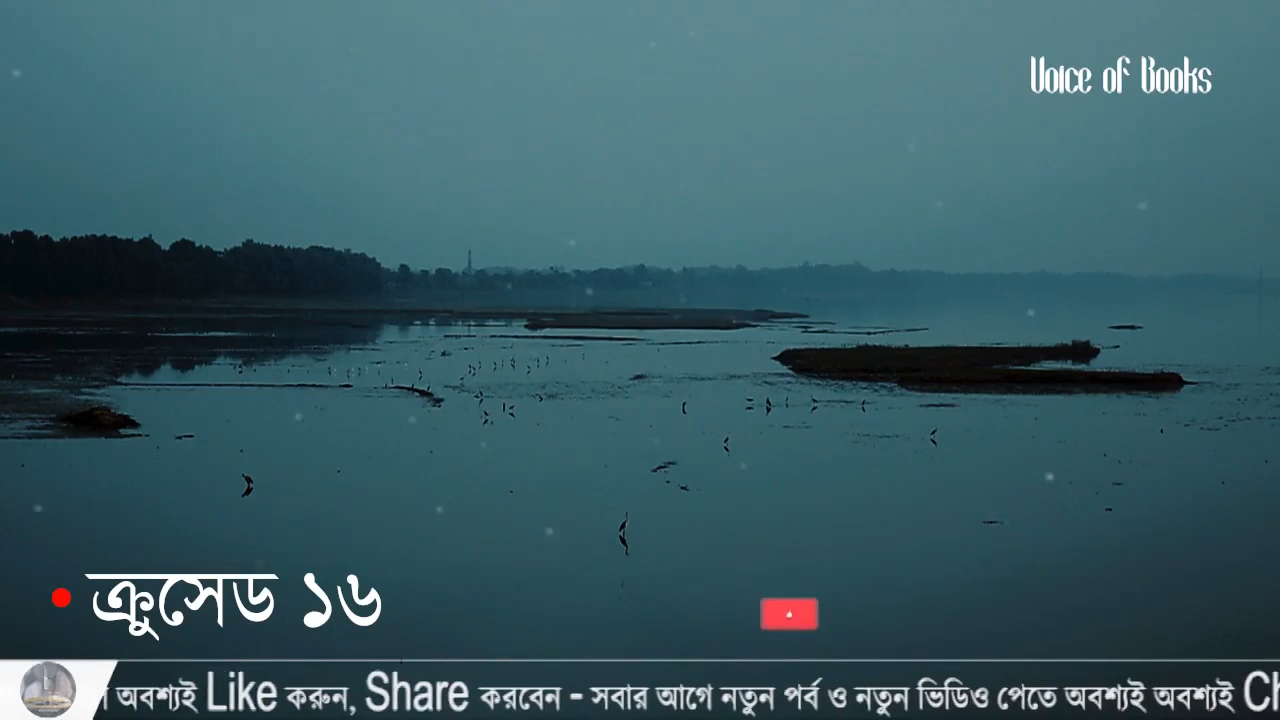 Voice of Books
ক্রুসেড ১৬
অবশ্যই Like করুন, Share করবেন - সবার আগে নতুন পর্ব ও নতুন ভিডিও পেতে অবশ্যই অবশ্যই